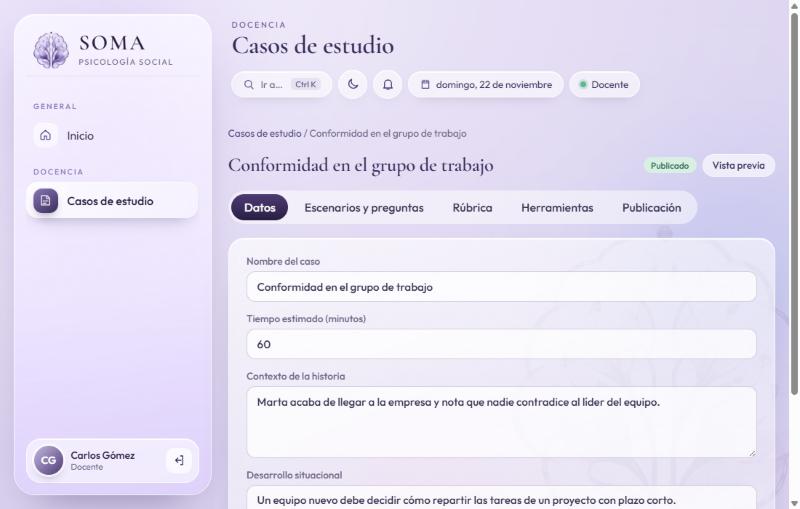 SOMA
PSICOLOGÍA SOCIAL
GENERAL
Inicio
DOCENCIA
Casos de estudio
CG
Carlos Gómez
Docente
DOCENCIA
Casos de estudio
Ir a... Ctrl K
domingo, 22 de noviembre
Docente
Casos de estudio / Conformidad en el grupo de trabajo
Conformidad en el grupo de trabajo
Publicado
Vista previa
Datos
Escenarios y preguntas
Rúbrica
Herramientas
Publicación
Nombre del caso
Conformidad en el grupo de trabajo
Tiempo estimado (minutos)
60
Contexto de la historia
Marta acaba de llegar a la empresa y nota que nadie contradice al líder del equipo.
Desarrollo situacional
Un equipo nuevo debe decidir cómo repartir las tareas de un proyecto con plazo corto.